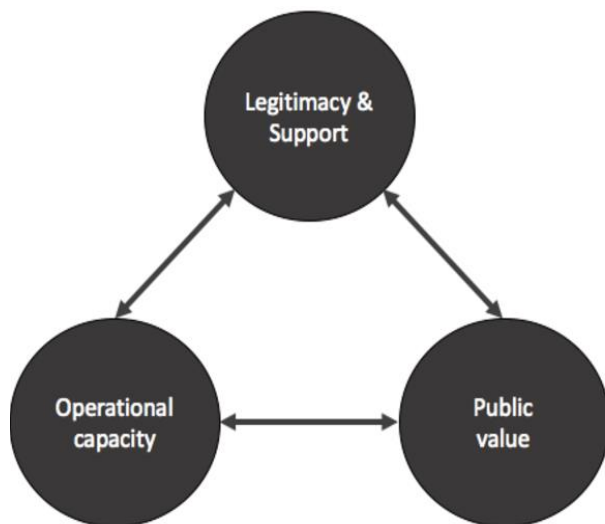 Legitimacy &
Support
Operational
capacity
Public
value